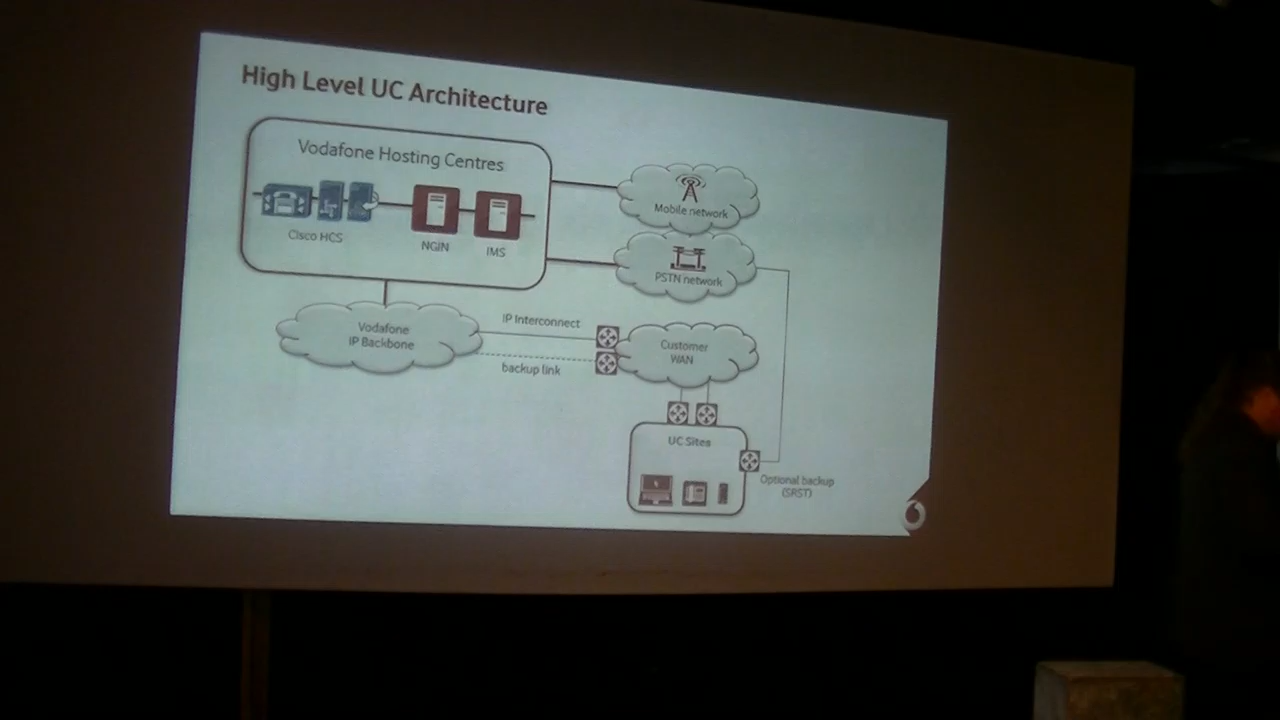 High Level UC Architecture
Vodafone Hosting Centres
Cisco HCS
NGIN
IMS
Mobile network
PSTN network
Vodafone
IP Backbone
IP Interconnect
backup link
Customer
WAN
UC Sites
Optional backup
(SRST)